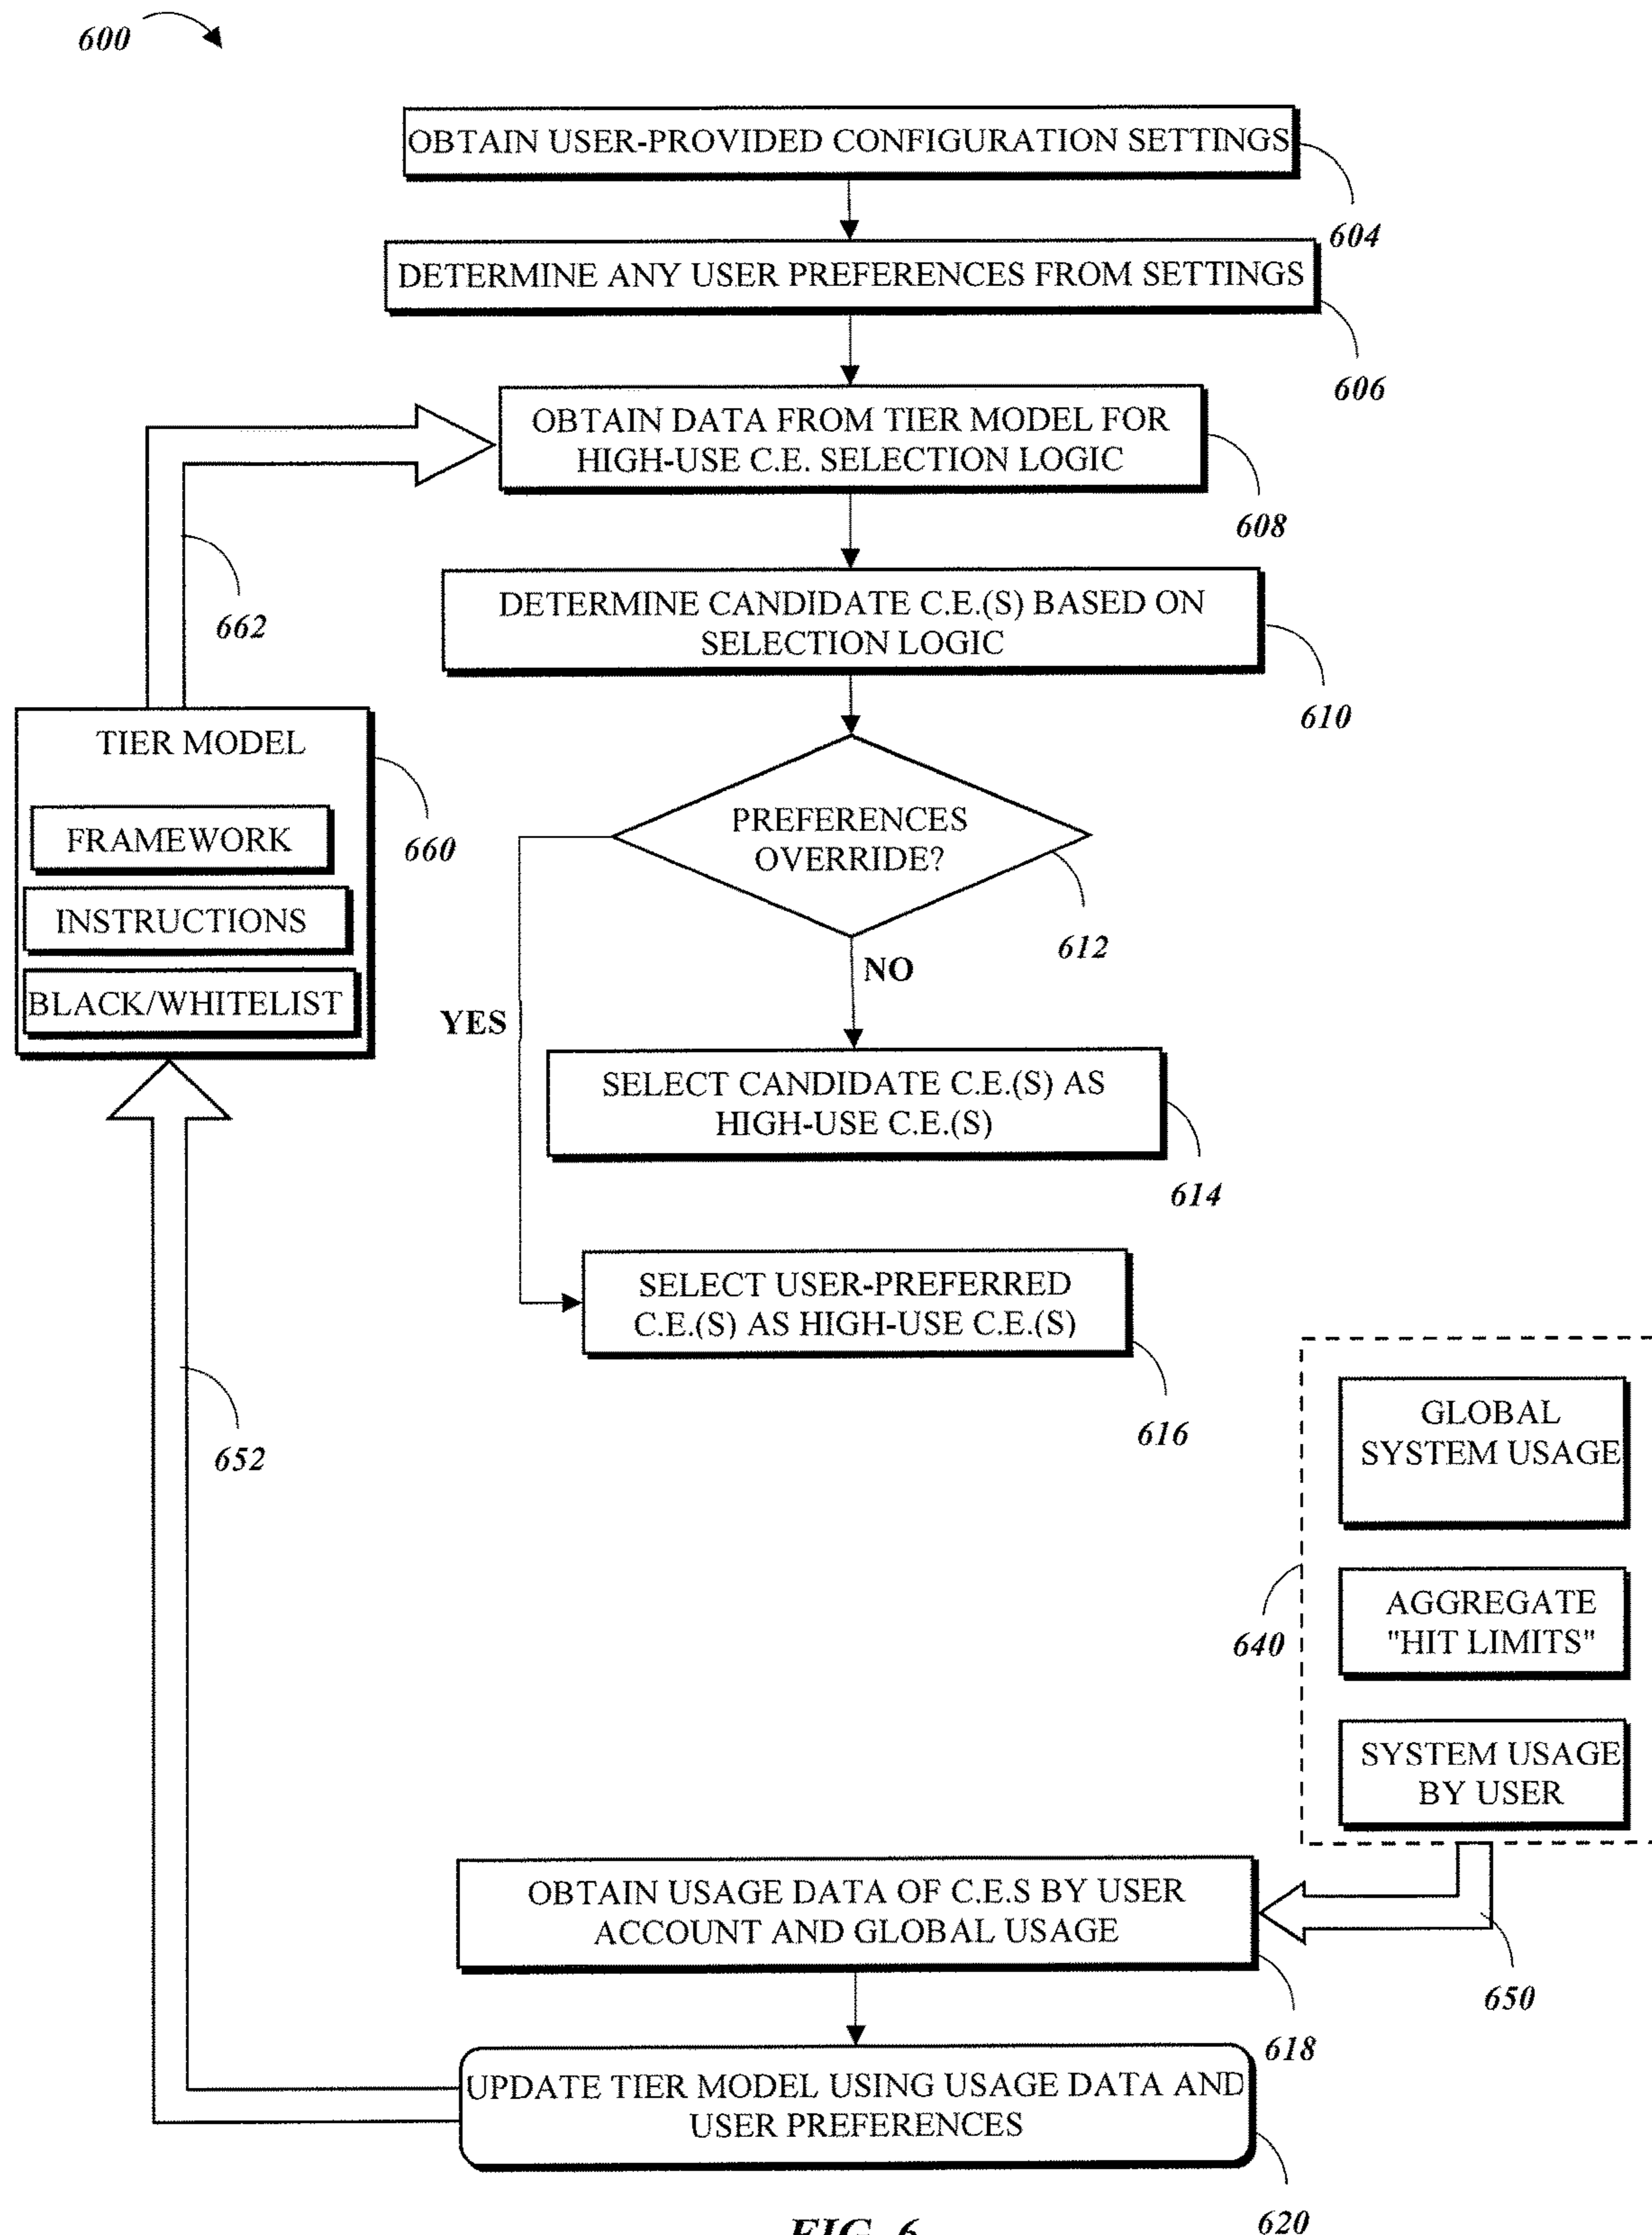 600
OBTAIN USER-PROVIDED CONFIGURATION SETTINGS
604
DETERMINE ANY USER PREFERENCES FROM SETTINGS
606
OBTAIN DATA FROM TIER MODEL FOR
HIGH-USE C.E. SELECTION LOGIC
608
662
DETERMINE CANDIDATE C.E.(S) BASED ON
SELECTION LOGIC
610
TIER MODEL
FRAMEWORK
INSTRUCTIONS
BLACK/WHITELIST
660
PREFERENCES
OVERRIDE?
612
NO
YES
SELECT CANDIDATE C.E.(S) AS
HIGH-USE C.E.(S)
614
SELECT USER-PREFERRED
C.E.(S) AS HIGH-USE C.E.(S)
616
652
GLOBAL
SYSTEM USAGE
AGGREGATE
"HIT LIMITS"
640
SYSTEM USAGE
BY USER
OBTAIN USAGE DATA OF C.E.S BY USER
ACCOUNT AND GLOBAL USAGE
650
618
UPDATE TIER MODEL USING USAGE DATA AND
USER PREFERENCES
620
FIG. 6